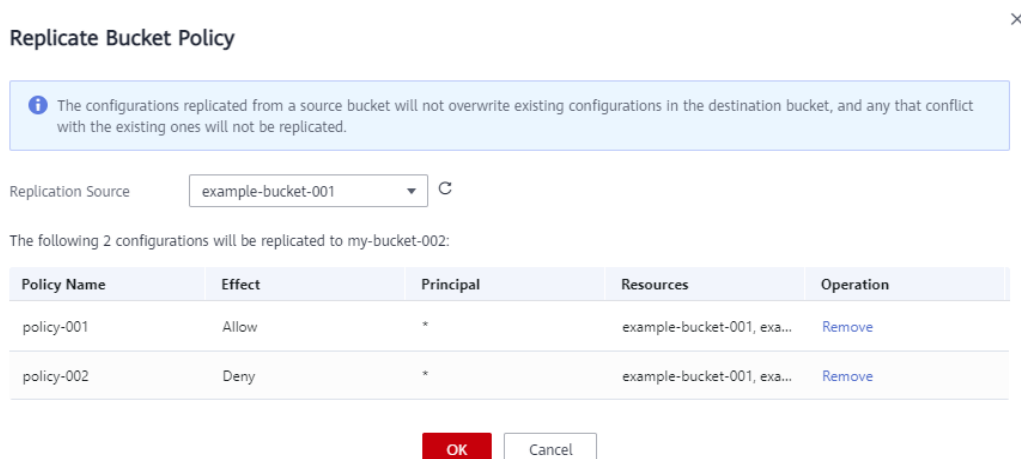 Replicate Bucket Policy
The configurations replicated from a source bucket will not overwrite existing configurations in the destination bucket, and any that conflict
with the existing ones will not be replicated.
Replication Source example-bucket-001
The following 2 configurations will be replicated to my-bucket-002:
Policy Name Effect Principal Resources Operation
policy-001 Allow * example-bucket-001, exa... Remove
policy-002 Deny * example-bucket-001, exa... Remove
OK Cancel